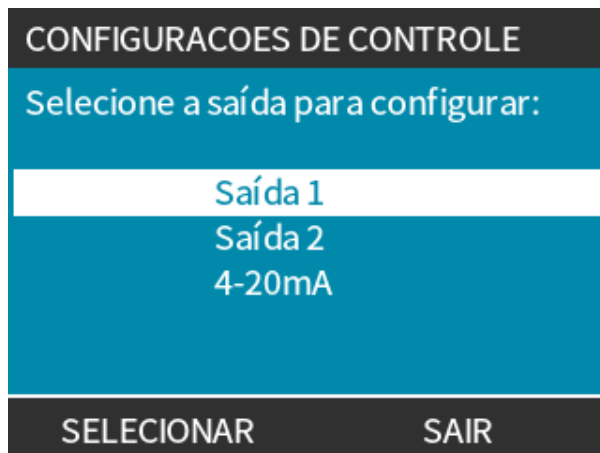 CONFIGURACOES DE CONTROLE
Selecione a saída para configurar:
Saída 1
Saída 2
4-20mA
SELECIONAR SAIR